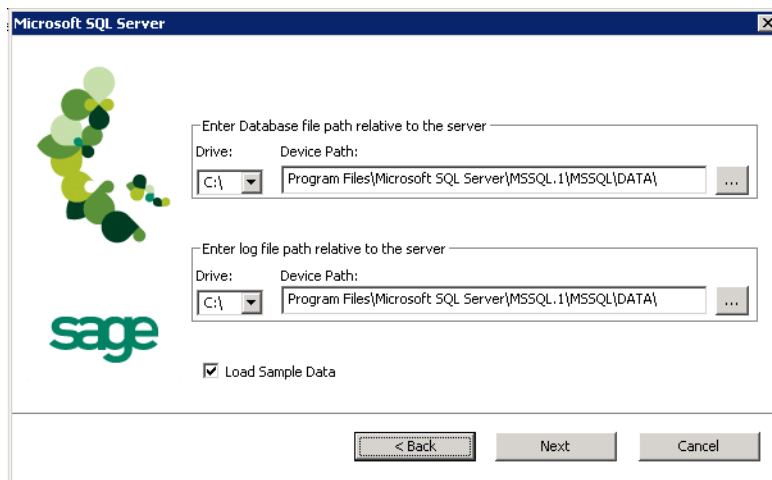 Microsoft SQL Server
Enter Database file path relative to the server
Drive: Device Path:
C:\ Program Files\Microsoft SQL Server\MSSQL.1\MSSQL\DATA\ ...
Enter log file path relative to the server
Drive: Device Path:
C:\ Program Files\Microsoft SQL Server\MSSQL.1\MSSQL\DATA\ ...
sage
Load Sample Data
< Back Next Cancel